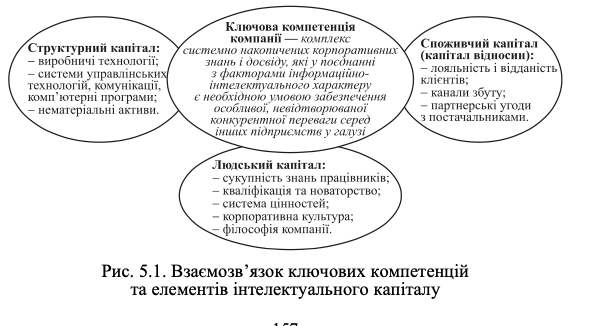 Структурний капітал:
– виробничі технології;
– системи управлінських
технологій, комунікації,
комп’ютерні програми;
– нематеріальні активи.
Ключова компетенція
компанії — комплекс
системно накопичених корпоративних
знань і досвіду, які у поєднанні
з факторами інформаційно-
інтелектуального характеру
є необхідною умовою забезпечення
особливої, невідтворюваної
конкурентної переваги серед
інших підприємств у галузі
Споживчий капітал
(капітал відносин):
– лояльність і відданість
клієнтів;
– канали збуту;
– партнерські угоди
з постачальниками.
Людський капітал:
– сукупність знань працівників;
– кваліфікація та новаторство;
– система цінностей;
– корпоративна культура;
– філософія компанії.
Рис. 5.1. Взаємозв’язок ключових компетенцій
та елементів інтелектуального капіталу
157